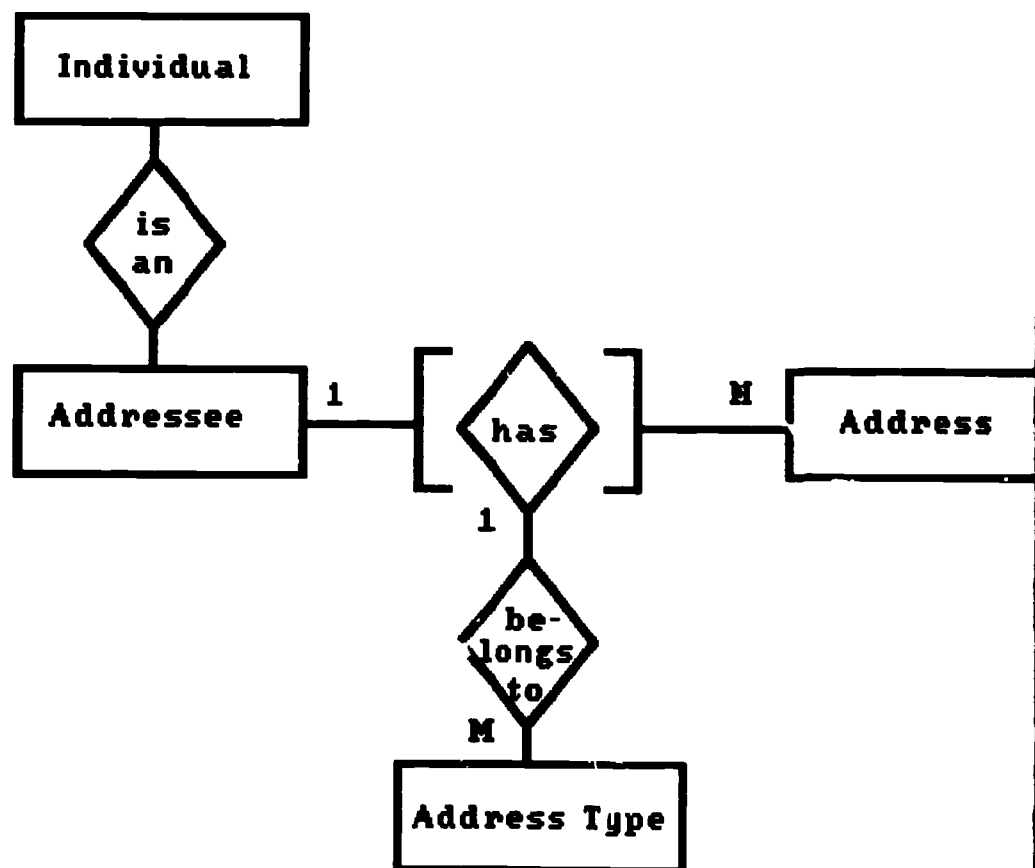 Individual
is
an
Addressee
1
has
M
Address
1
be-
longs
to
M
Address Type